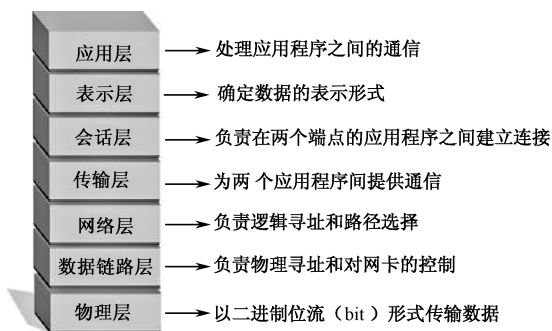 应用层 处理应用程序之间的通信
表示层 确定数据的表示形式
会话层 负责在两个端点的应用程序之间建立连接
传输层 为两 个应用程序间提供通信
网络层 负责逻辑寻址和路径选择
数据链路层 负责物理寻址和对网卡的控制
物理层 以二进制位流（bit）形式传输数据